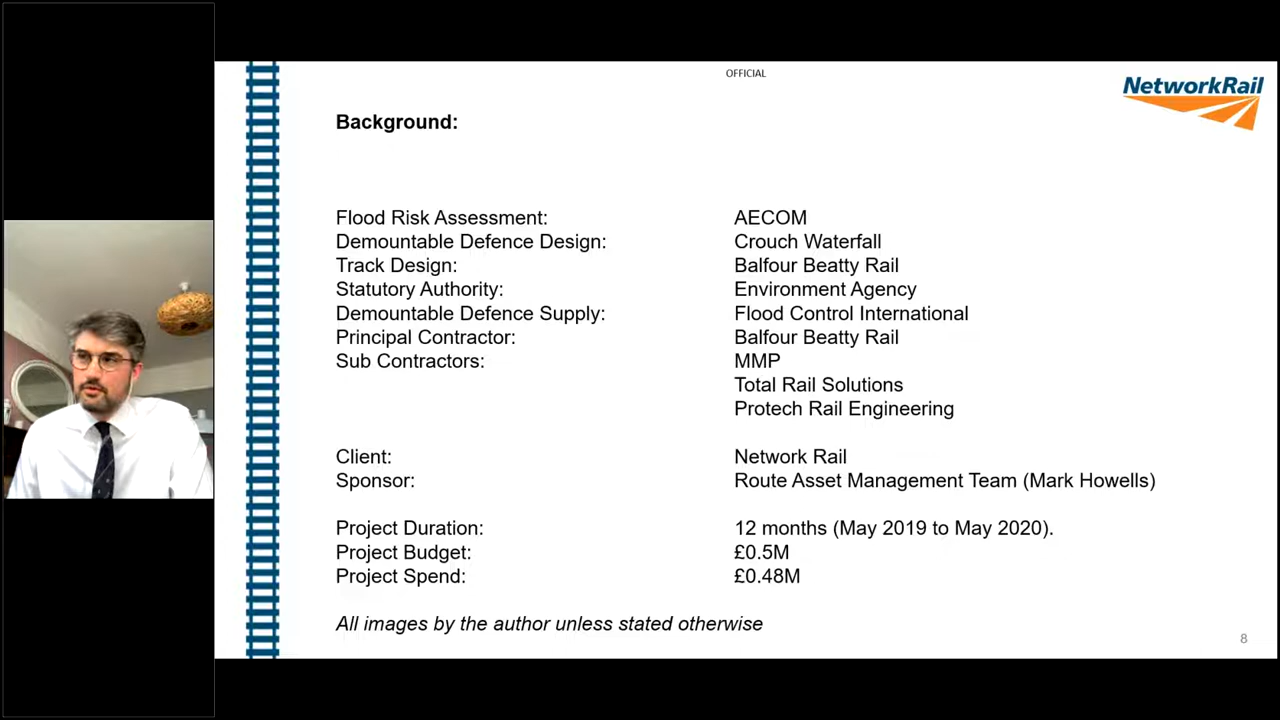 OFFICIAL
NetworkRail
Background:
Flood Risk Assessment: AECOM
Demountable Defence Design: Crouch Waterfall
Track Design: Balfour Beatty Rail
Statutory Authority: Environment Agency
Demountable Defence Supply: Flood Control International
Principal Contractor: Balfour Beatty Rail
Sub Contractors: MMP
Total Rail Solutions
Protech Rail Engineering
Client: Network Rail
Sponsor: Route Asset Management Team (Mark Howells)
Project Duration: 12 months (May 2019 to May 2020).
Project Budget: £0.5M
Project Spend: £0.48M
All images by the author unless stated otherwise
8